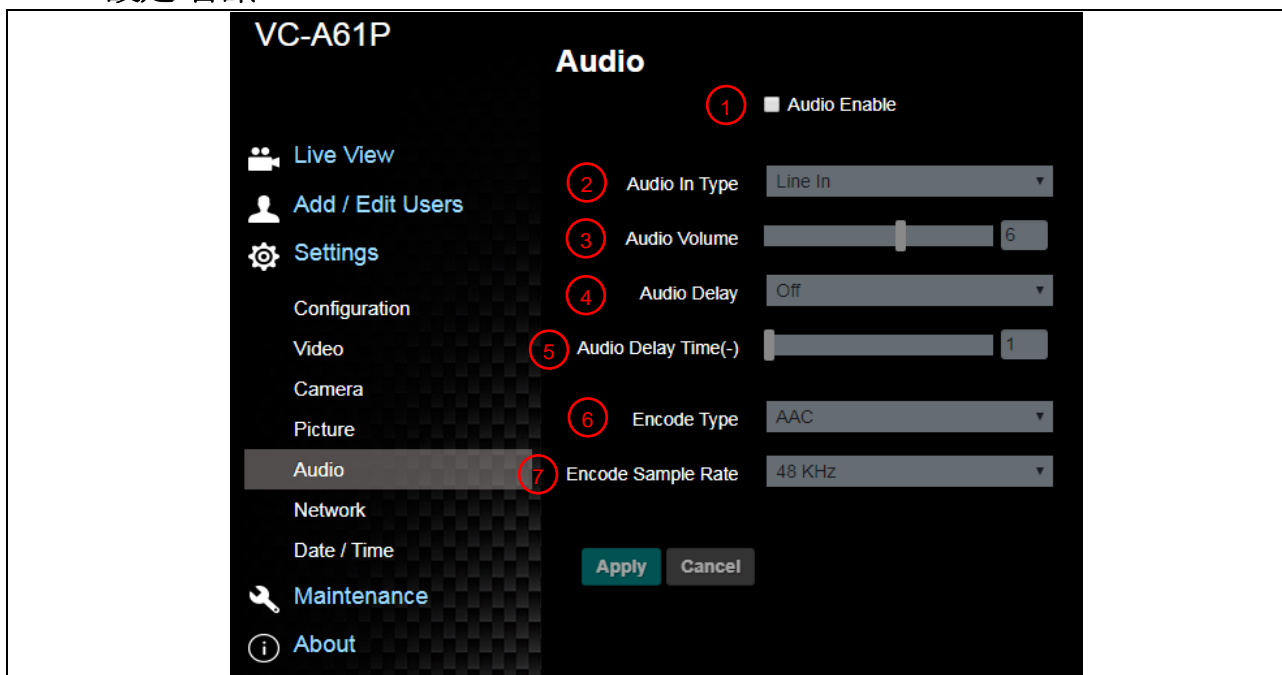 VC-A61P
Live View
Add / Edit Users
Settings
Configuration
Video
Camera
Picture
Audio
Network
Date / Time
Maintenance
About
Audio
1 Audio Enable
2 Audio In Type Line In
3 Audio Volume 6
4 Audio Delay Off
5 Audio Delay Time(-) 1
6 Encode Type AAC
7 Encode Sample Rate 48 KHz
Apply Cancel